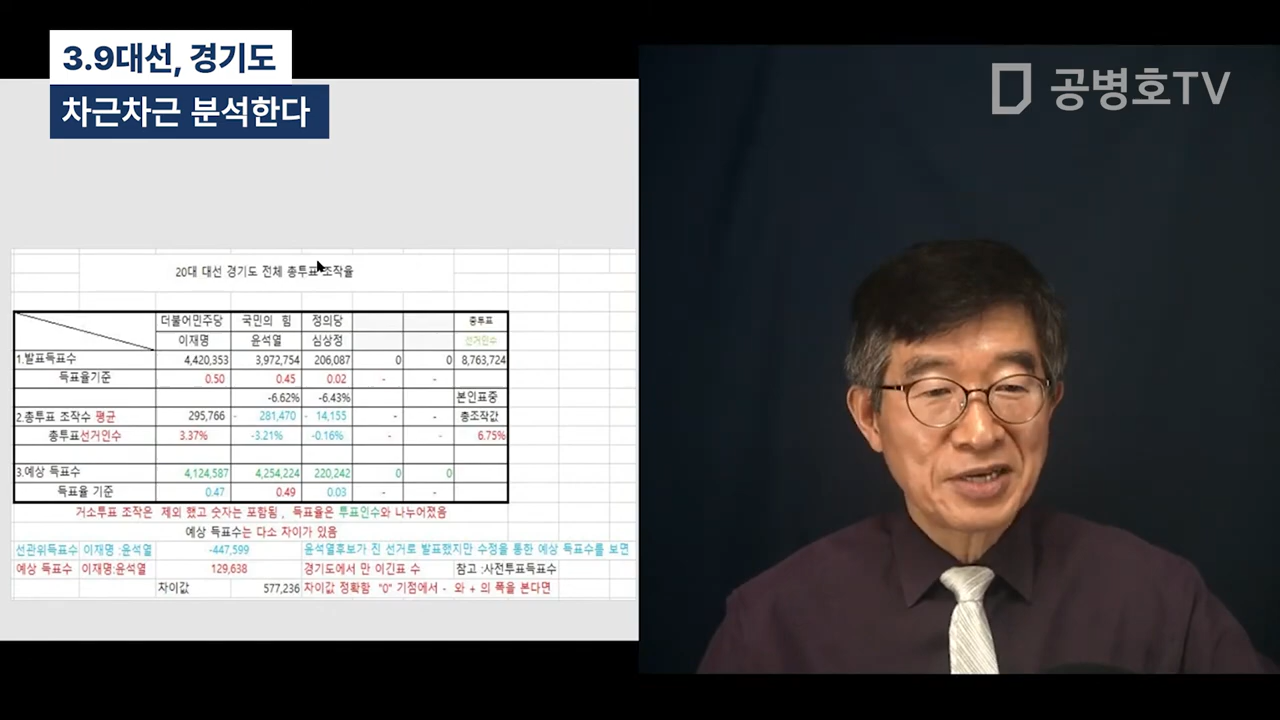 3.9대선, 경기도
차근차근 분석한다
공병호TV
20대 대선 경기도 전체 총투표 조작율
더불어민주당 국민의 힘 정의당 총투표
이재명 윤석열 심상정 선거인수
1.발표득표수 4,420,353 3,972,754 206,087 0 0 8,763,724
득표율기준 0.50 0.45 0.02 - -
-6.62% -6.43% 본인표중
2.총투표 조작수 평균 295,766 - 281,470 - 14,155 - - 총조작값
총투표선거인수 3.37% -3.21% -0.16% - - 6.75%
3.예상 득표수 4,124,587 4,254,224 220,242 0 0
득표율 기준 0.47 0.49 0.03 - -
거소투표 조작은 제외 했고 숫자는 포함됨 , 득표율은 투표인수와 나누어졌음
예상 득표수는 다소 차이가 있음
선관위득표수 이재명 :윤석열 -447,599 윤석열후보가 진 선거로 발표했지만 수정을 통한 예상 득표수를 보면
예상 득표수 이재명:윤석열 129,638 경기도에서 만 이긴표 수 참고 :사전투표득표수
차이값 577,236 차이값 정확함 "0" 기점에서 - 와 + 의 폭을 본다면